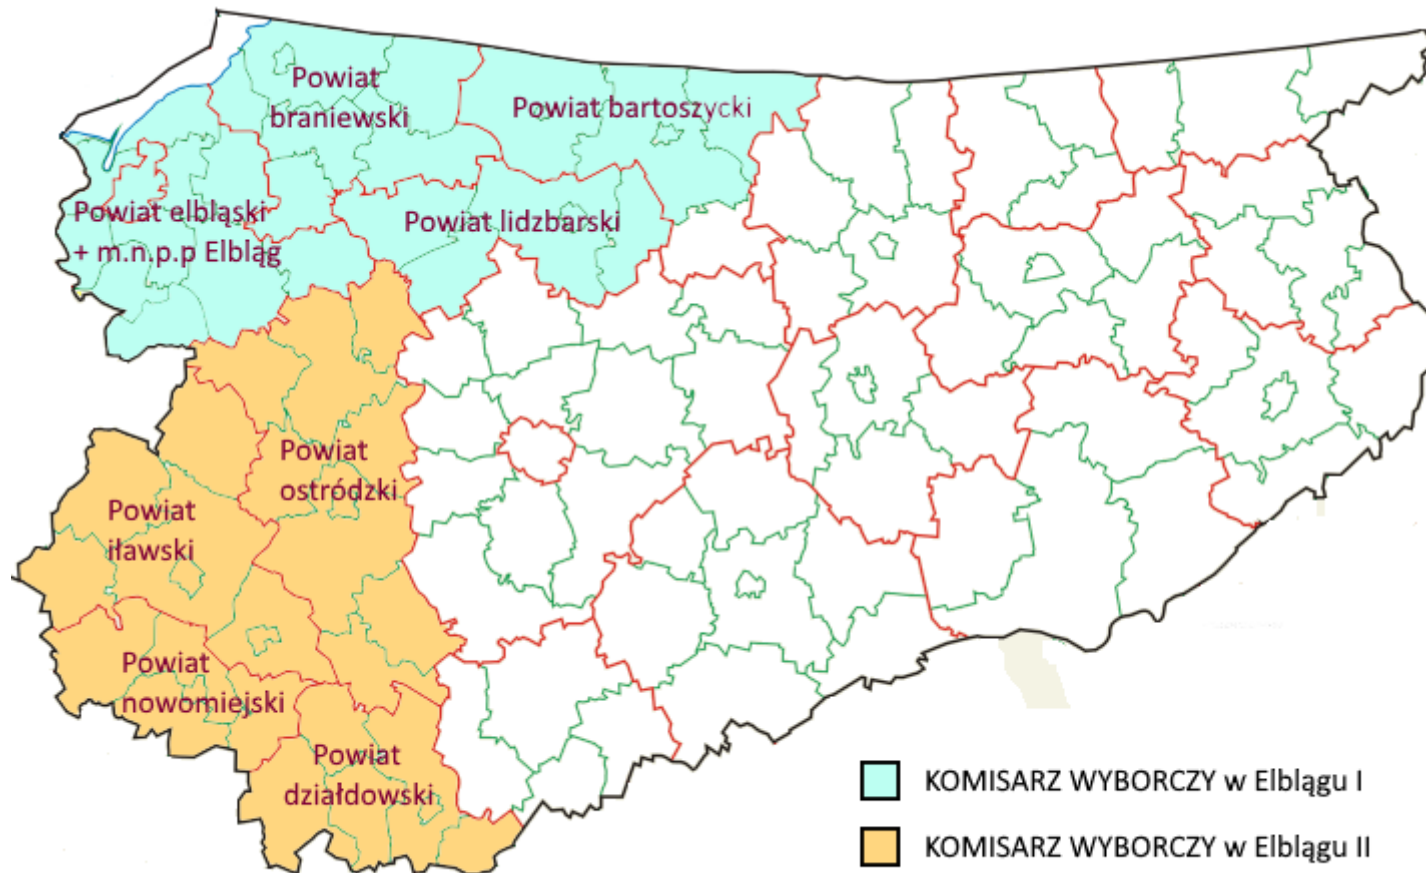 Powiat
braniewski
Powiat bartoszycki
Powiat elbląski
+ m.n.p.p Elbląg
Powiat lidzbarski
Powiat
ostródzki
Powiat
iławski
Powiat
nowomiejski
Powiat
działdowski
KOMISARZ WYBORCZY w Elblągu I
KOMISARZ WYBORCZY w Elblągu II